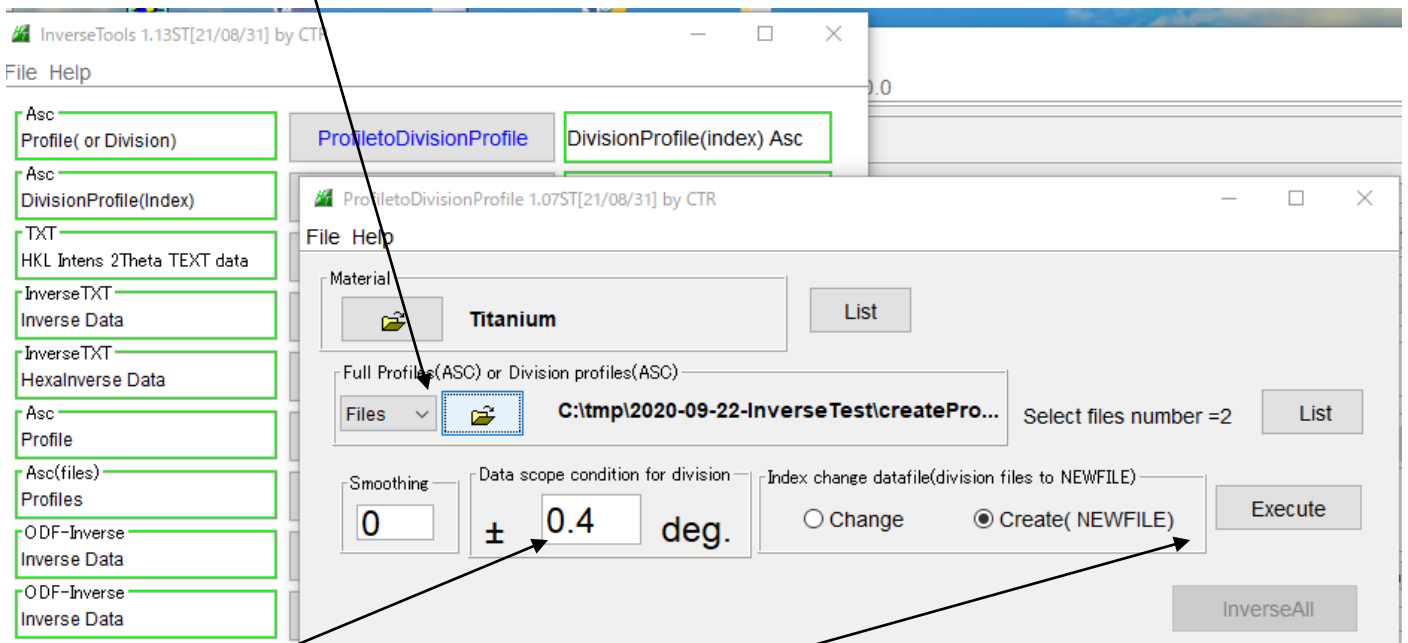 InverseTools 1.13ST[21/08/31] by CTR
File Help
0.0
Asc
Profile( or Division)
ProfiletoDivisionProfile
DivisionProfile(index) Asc
Asc
DivisionProfile(Index)
TXT
HKL Intens 2Theta TEXT data
InverseTXT
Inverse Data
InverseTXT
HexaInverse Data
Asc
Profile
Asc(files)
Profiles
ODF-Inverse
Inverse Data
ODF-Inverse
Inverse Data
ProfiletoDivisionProfile 1.07ST[21/08/31] by CTR
File Help
Material
Titanium
List
Full Profiles(ASC) or Division profiles(ASC)
Files
C:\tmp\2020-09-22-InverseTest\createPro...
Select files number =2
List
Smoothing
0
Data scope condition for division
± 0.4 deg.
Index change datafile(division files to NEWFILE)
Change
Create( NEWFILE)
Execute
InverseAll